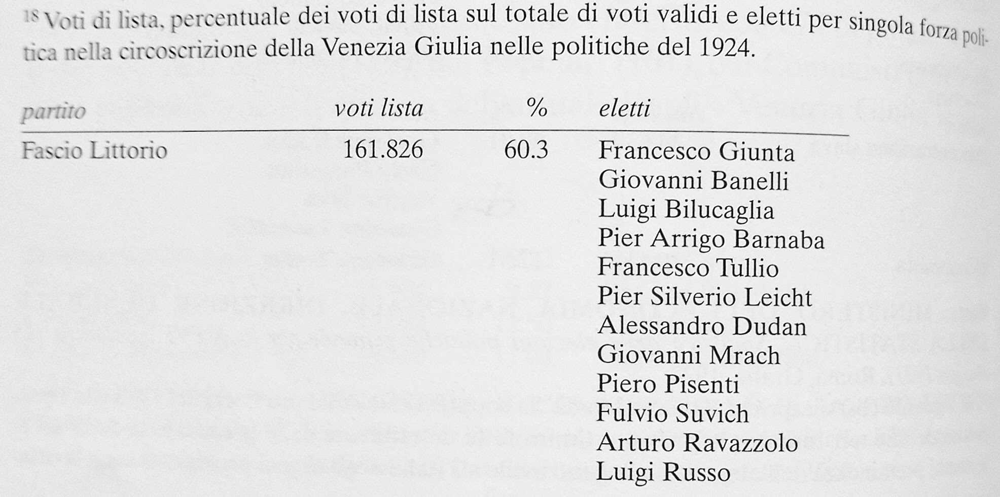 18 Voti di lista, percentuale dei voti di lista sul totale di voti validi e eletti per singola forza poli-
tica nella circoscrizione della Venezia Giulia nelle politiche del 1924.
partito voti lista % eletti
Fascio Littorio 161.826 60.3 Francesco Giunta
Giovanni Banelli
Luigi Bilucaglia
Pier Arrigo Barnaba
Francesco Tullio
Pier Silverio Leicht
Alessandro Dudan
Giovanni Mrach
Piero Pisenti
Fulvio Suvich
Arturo Ravazzolo
Luigi Russo